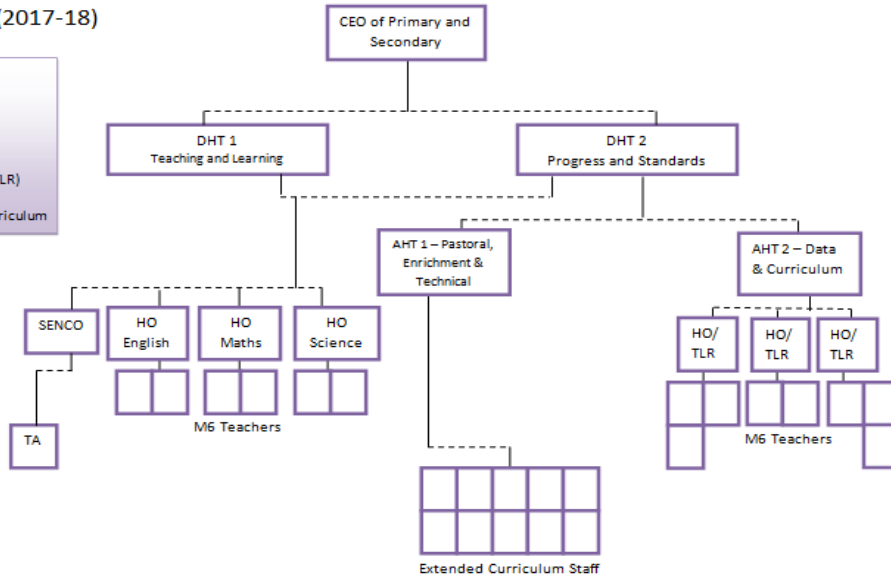 (2017-18)
CEO of Primary and
Secondary
LR)
riculum
DHT 1
Teaching and Learning
DHT 2
Progress and Standards
AHT 1 – Pastoral,
Enrichment &
Technical
AHT 2 – Data
& Curriculum
SENCO
HO
English
HO
Maths
HO
Science
HO/
TLR
HO/
TLR
HO/
TLR
M6 Teachers
M6 Teachers
TA
Extended Curriculum Staff